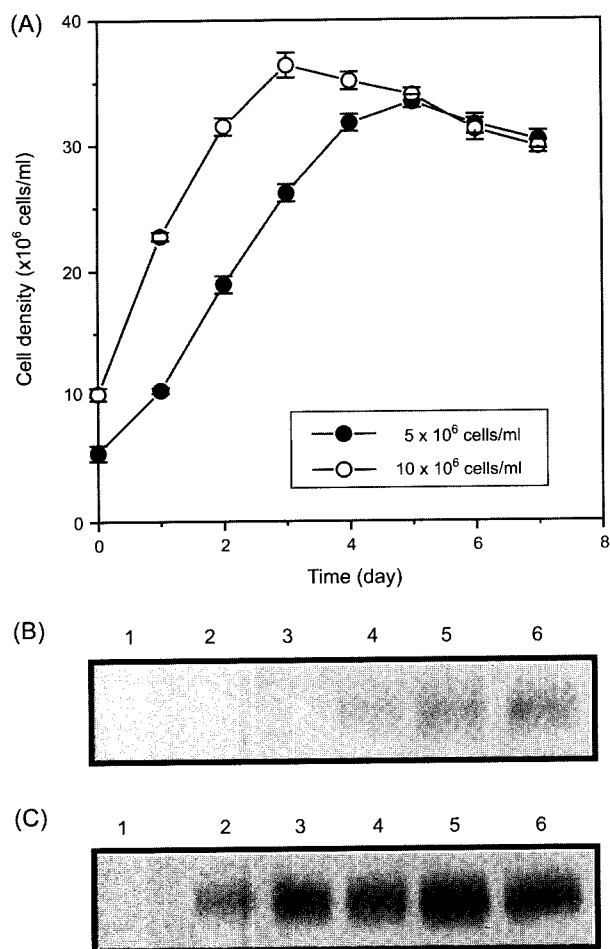 (A)
40
30
20
10
0
Cell density (x10⁶ cells/ml)
5 x 10⁶ cells/ml
10 x 10⁶ cells/ml
0 2 4 6 8
Time (day)
(B)
1 2 3 4 5 6
(C)
1 2 3 4 5 6